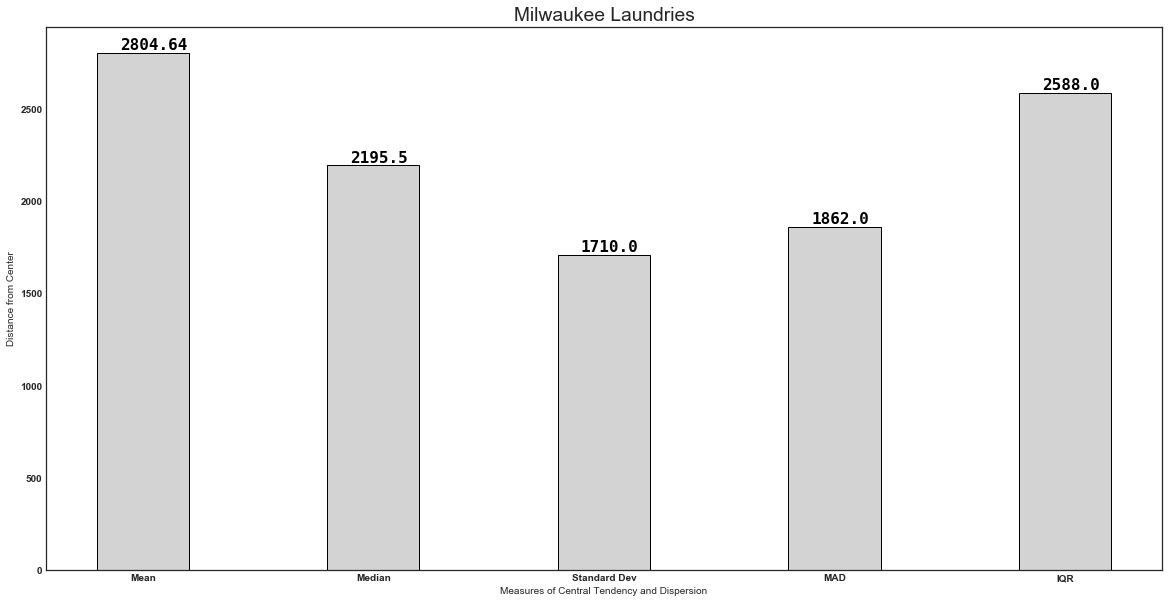 Milwaukee Laundries
2804.64
2195.5
1710.0
1862.0
2588.0
2500
2000
1500
1000
500
0
Distance from Center
Mean
Median
Standard Dev
MAD
IQR
Measures of Central Tendency and Dispersion